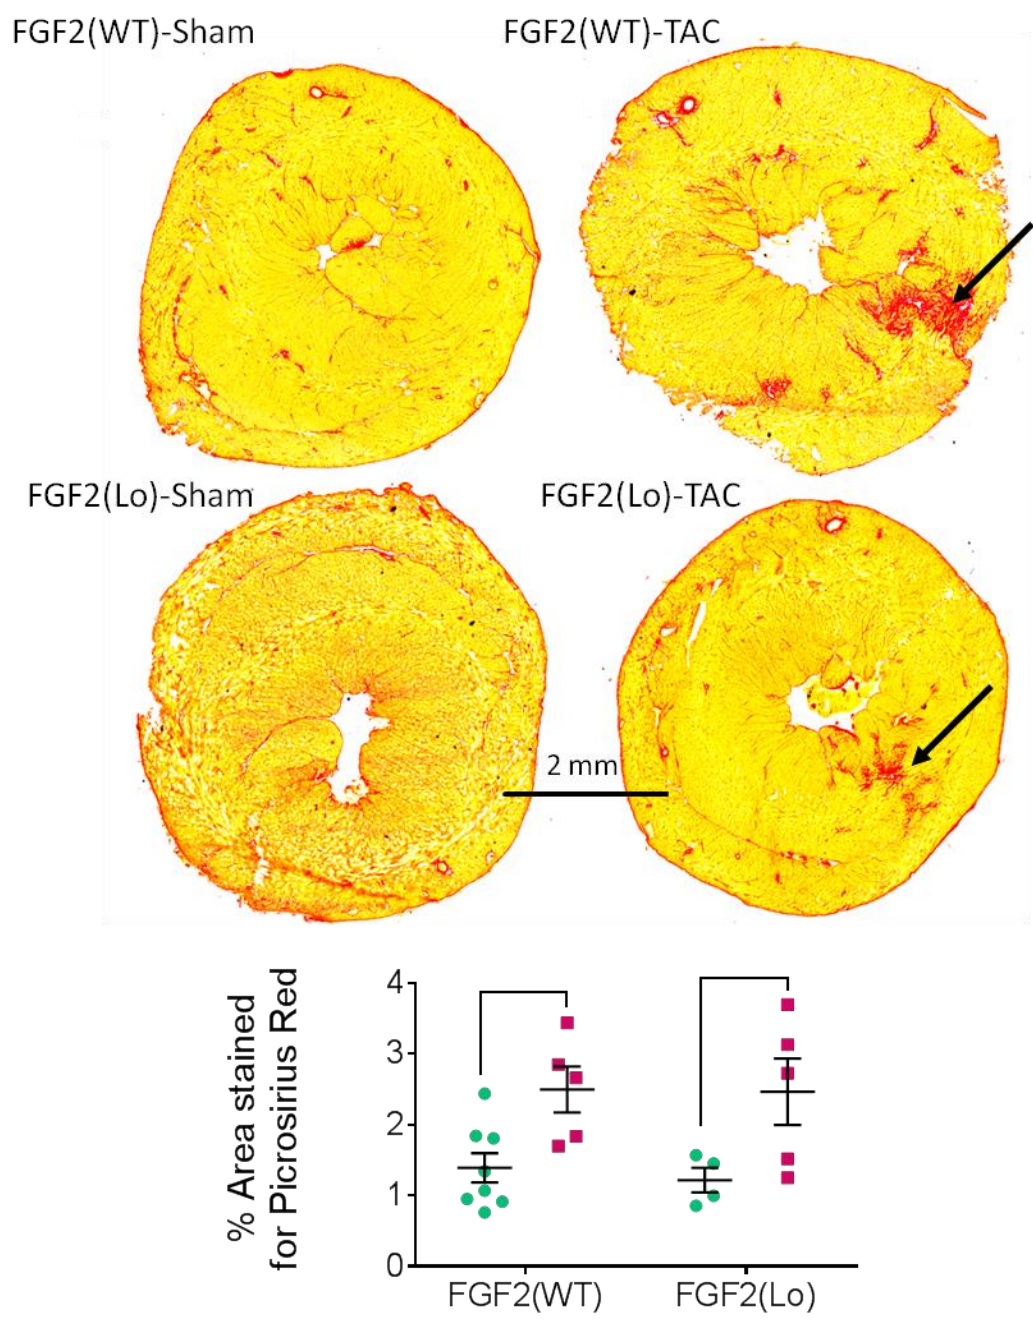 FGF2(WT)-Sham
FGF2(WT)-TAC
FGF2(Lo)-Sham
FGF2(Lo)-TAC
2 mm
% Area stained
for Picrosirius Red
4
3
2
1
0
FGF2(WT)
FGF2(Lo)